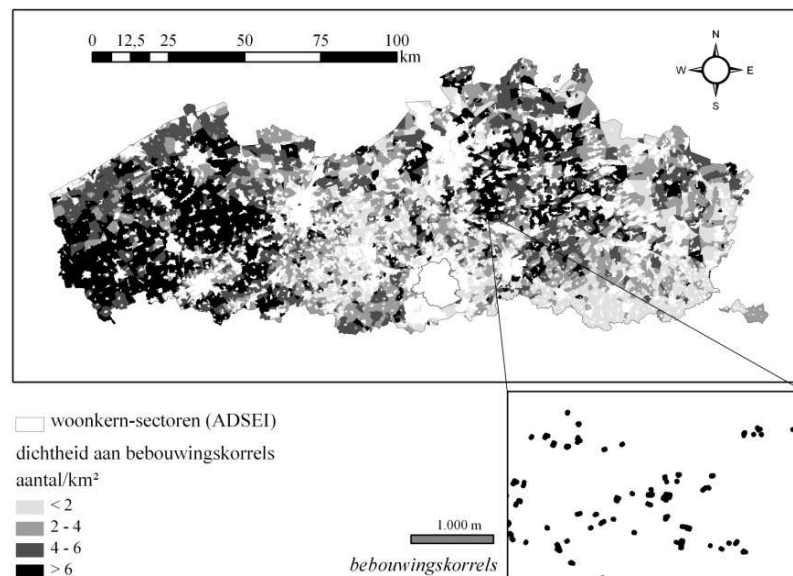 0 12,5 25 50 75 100
km
N
W E
S
woonkern-sectoren (ADSEI)
dichtheid aan bebouwingskorrels
aantal/km²
< 2
2 - 4
4 - 6
> 6
1.000 m
bebouwingskorrels